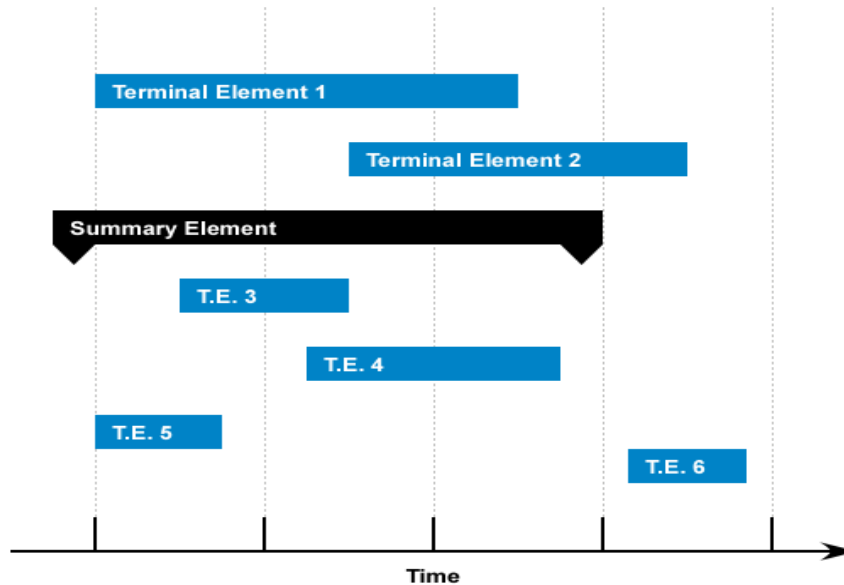 Terminal Element 1
Terminal Element 2
Summary Element
T.E. 3
T.E. 4
T.E. 5
T.E. 6
Time